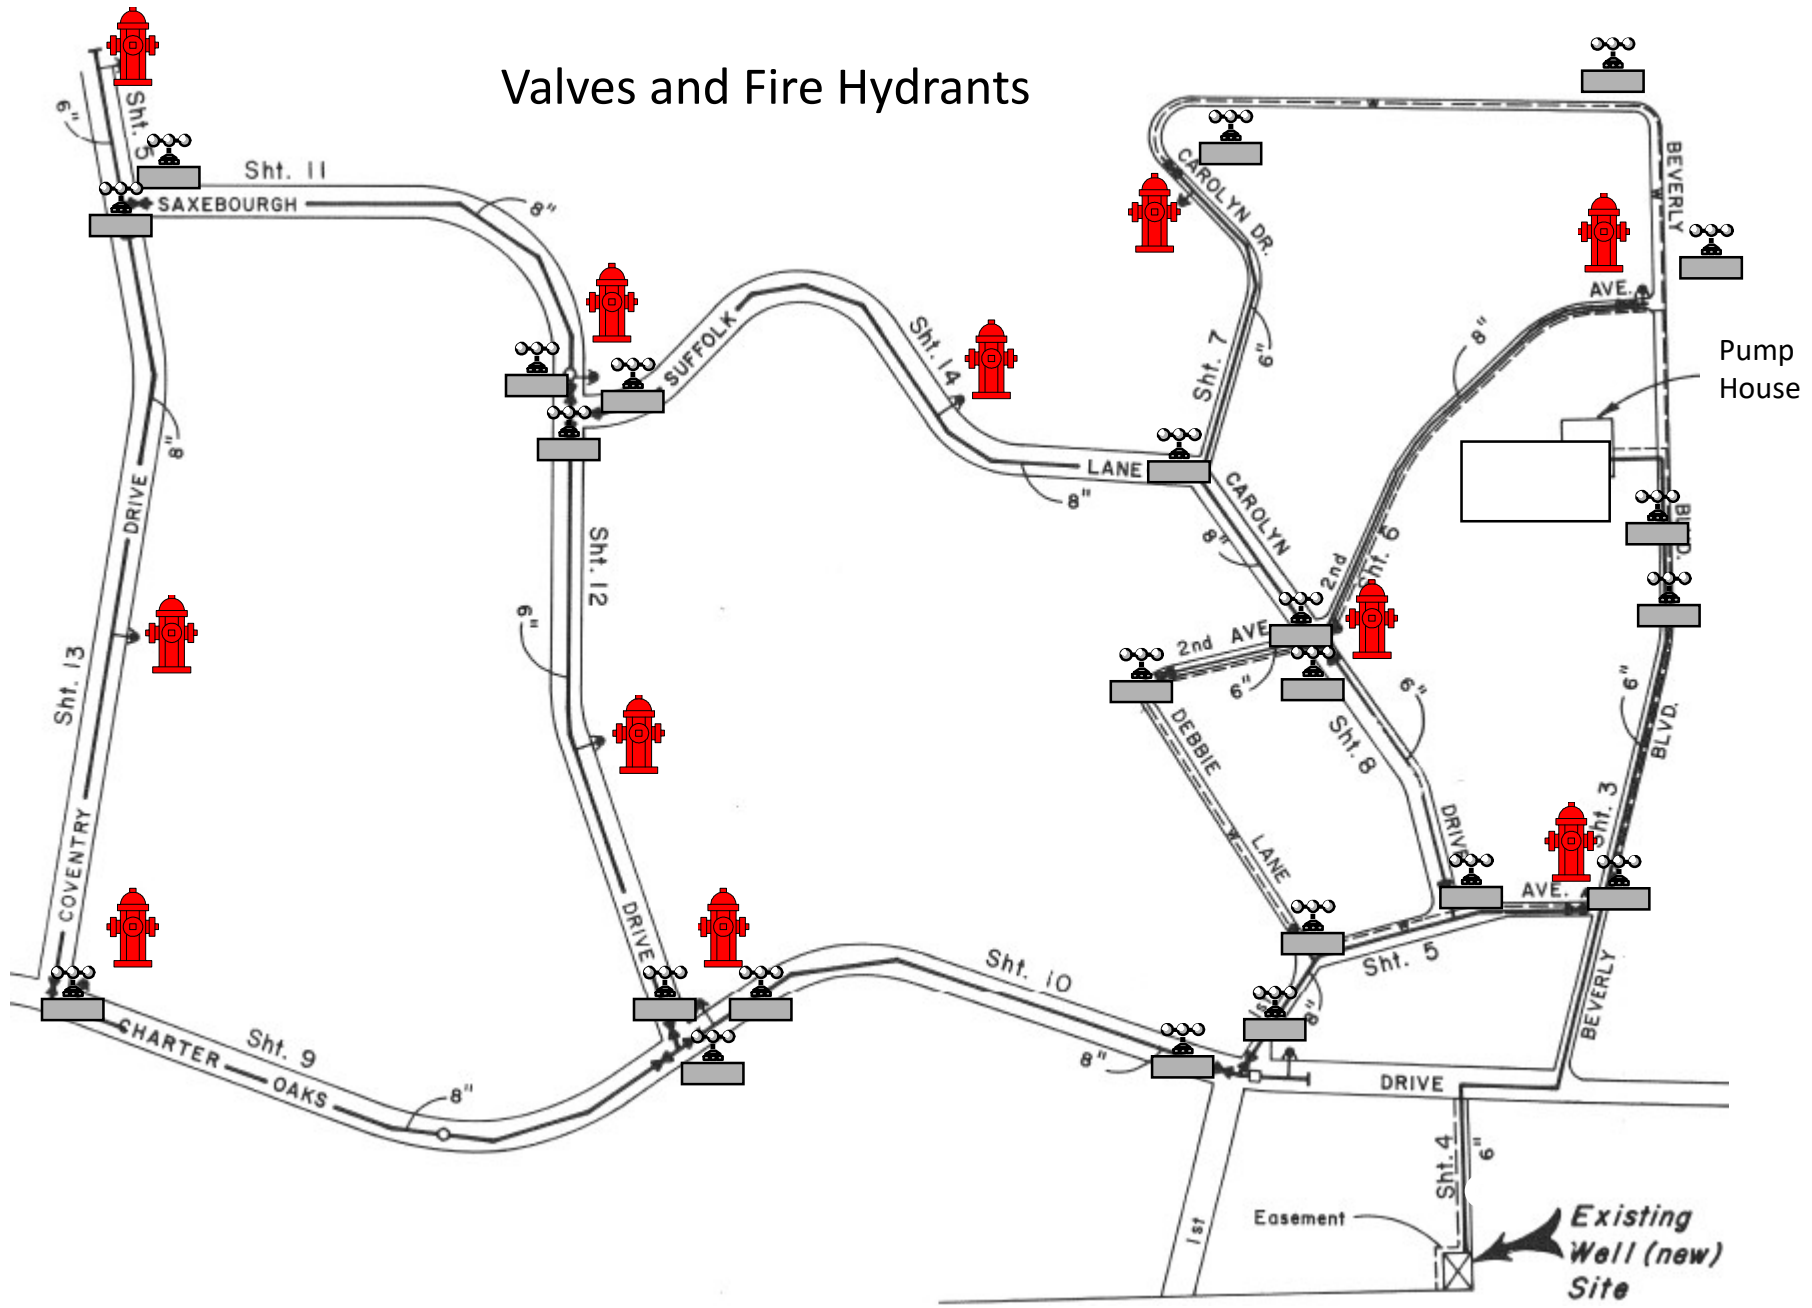 Valves and Fire Hydrants
6"
Sht. 5
Sht. 11
SAXEBOURGH
8"
SUFFOLK
Sht. 14
LANE
8"
CAROLYN DR.
Sht. 7
6"
BEVERLY
AVE.
8"
Pump
House
BLVD.
CAROLYN
8"
2nd
Sht. 6
2nd AVE
6"
DEBBIE
LANE
Sht. 8
6"
DRIVE
6"
BLVD.
Sht. 3
AVE.
Sht. 5
BEVERLY
8"
DRIVE
Sht. 13
COVENTRY
Sht. 12
6"
DRIVE
Sht. 10
8"
1st
8"
DRIVE
Sht. 9
CHARTER
OAKS
8"
1st
Sht. 4
6"
Easement
Existing
Well (new)
Site